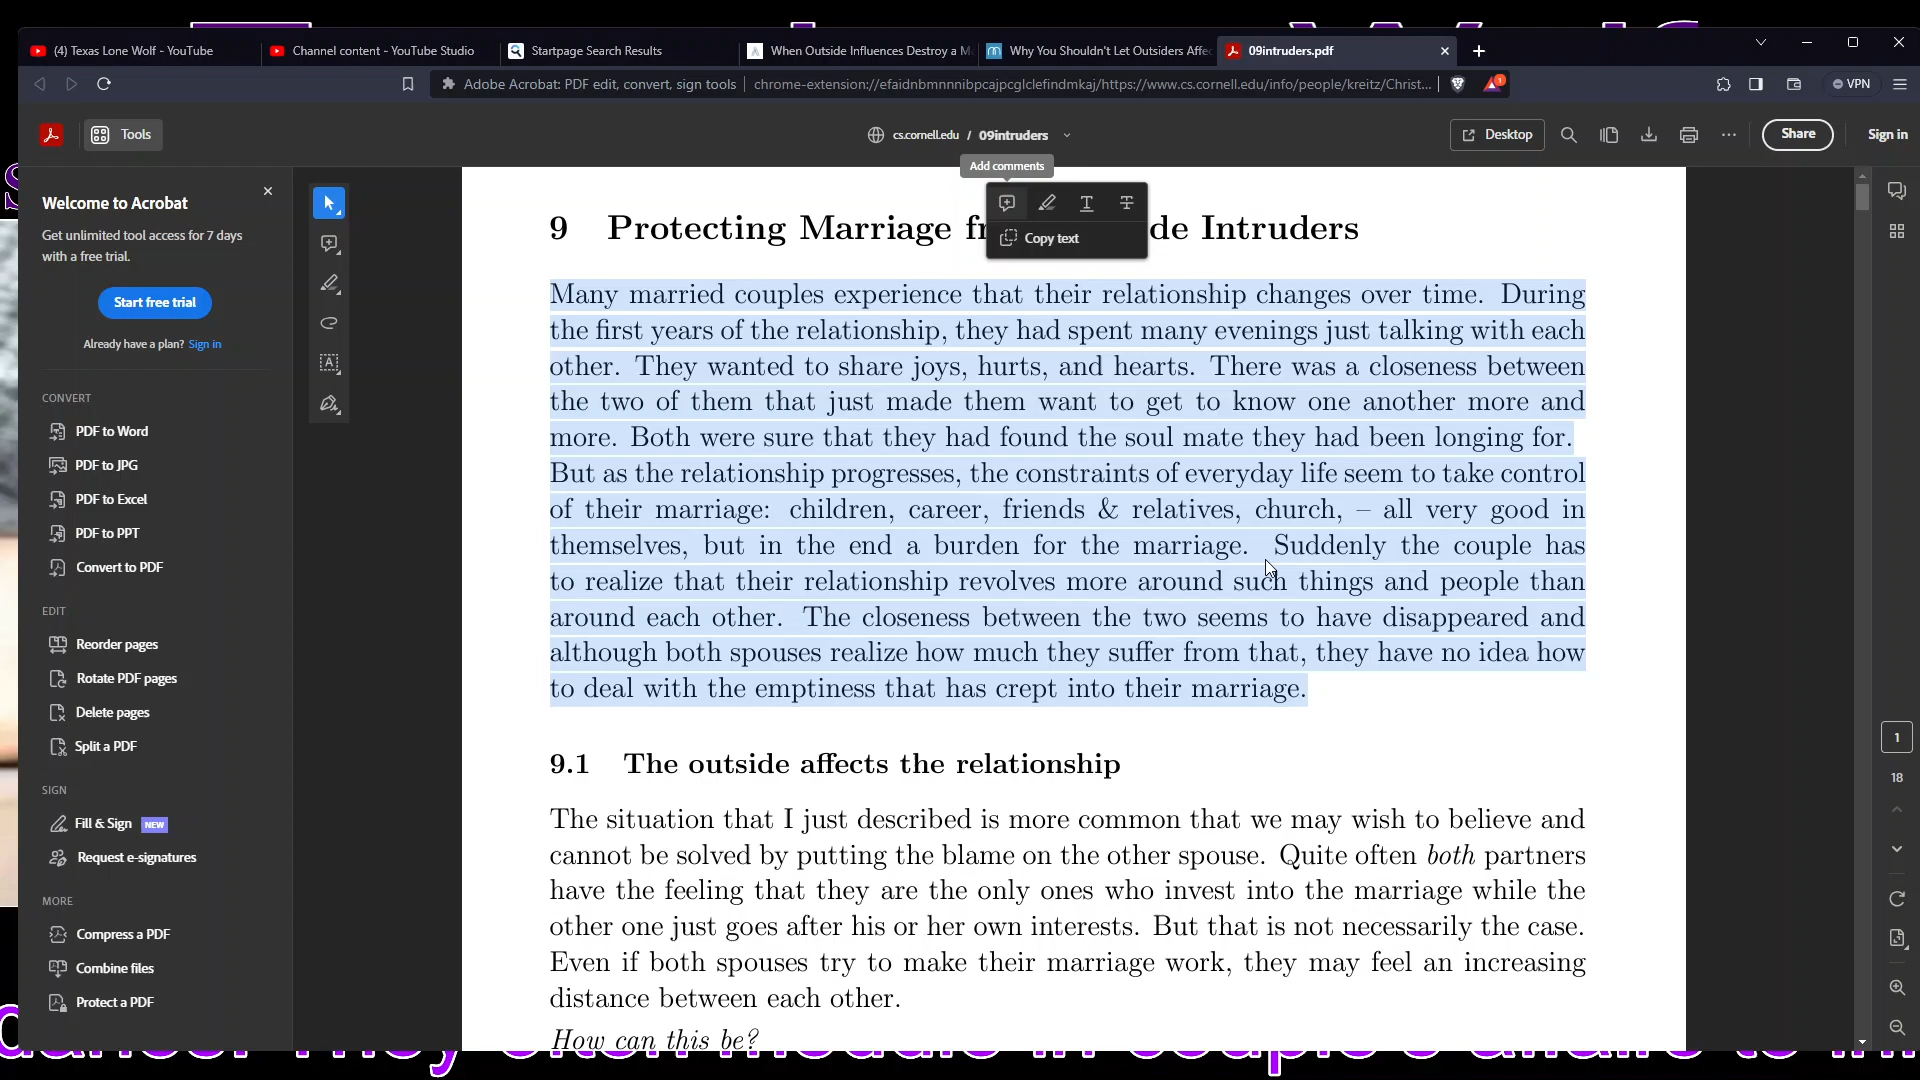 (4) Texas Lone Wolf - YouTube
Channel content - YouTube Studio
Startpage Search Results
When Outside Influences Destroy a M
Why You Shouldn't Let Outsiders Affe
09intruders.pdf
Adobe Acrobat: PDF edit, convert, sign tools
chrome-extension://efaidnbmnnnibpcajpcglclefindmkaj/https://www.cs.cornell.edu/info/people/kreitz/Christ...
1
VPN
Tools
cs.cornell.edu / 09intruders
Desktop
Share
Sign in
Add comments
Copy text
Welcome to Acrobat
Get unlimited tool access for 7 days
with a free trial.
Start free trial
Already have a plan? Sign in
CONVERT
PDF to Word
PDF to JPG
PDF to Excel
PDF to PPT
Convert to PDF
EDIT
Reorder pages
Rotate PDF pages
Delete pages
Split a PDF
SIGN
Fill & Sign NEW
Request e-signatures
MORE
Compress a PDF
Combine files
Protect a PDF
9 Protecting Marriage fr de Intruders
Many married couples experience that their relationship changes over time. During
the first years of the relationship, they had spent many evenings just talking with each
other. They wanted to share joys, hurts, and hearts. There was a closeness between
the two of them that just made them want to get to know one another more and
more. Both were sure that they had found the soul mate they had been longing for.
But as the relationship progresses, the constraints of everyday life seem to take control
of their marriage: children, career, friends & relatives, church, – all very good in
themselves, but in the end a burden for the marriage. Suddenly the couple has
to realize that their relationship revolves more around such things and people than
around each other. The closeness between the two seems to have disappeared and
although both spouses realize how much they suffer from that, they have no idea how
to deal with the emptiness that has crept into their marriage.
9.1 The outside affects the relationship
The situation that I just described is more common that we may wish to believe and
cannot be solved by putting the blame on the other spouse. Quite often both partners
have the feeling that they are the only ones who invest into the marriage while the
other one just goes after his or her own interests. But that is not necessarily the case.
Even if both spouses try to make their marriage work, they may feel an increasing
distance between each other.
How can this be?
1
18